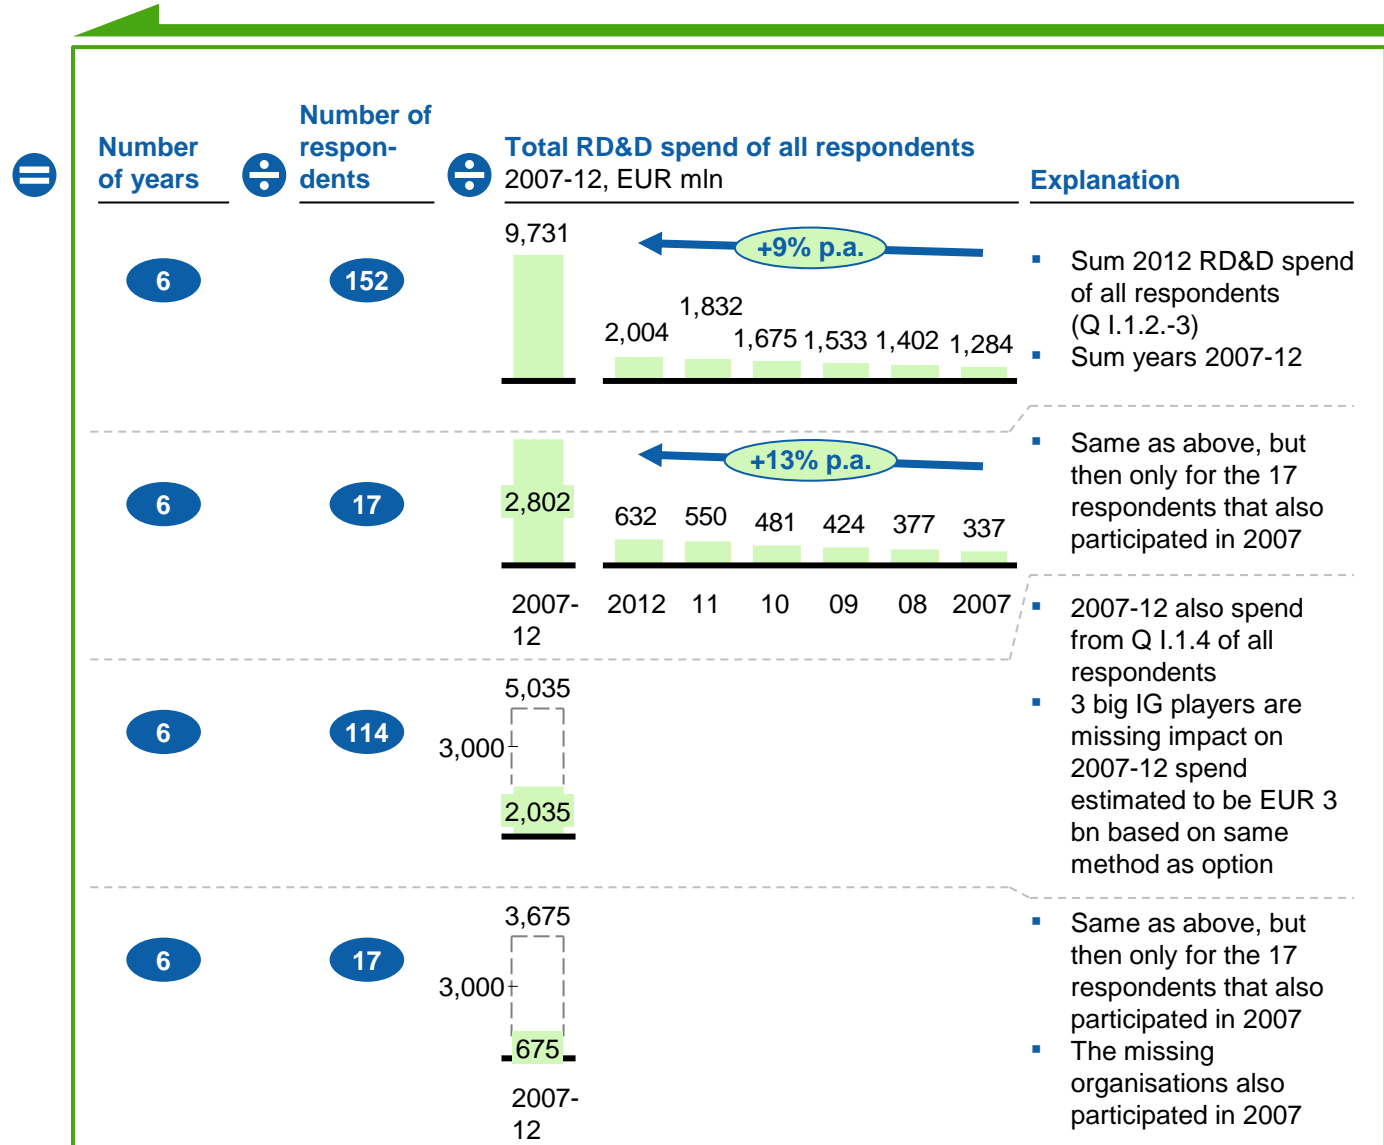 Number
of years
Number of
respon-
dents
Total RD&D spend of all respondents
2007-12, EUR mln
Explanation
6
152
9,731
+9% p.a.
2,004
1,832
1,675
1,533
1,402
1,284
Sum 2012 RD&D spend
of all respondents
(Q I.1.2.-3)
Sum years 2007-12
6
17
2,802
+13% p.a.
632
550
481
424
377
337
2007-
12
2012
11
10
09
08
2007
Same as above, but
then only for the 17
respondents that also
participated in 2007
6
114
5,035
3,000
2,035
2007-12 also spend
from Q I.1.4 of all
respondents
3 big IG players are
missing impact on
2007-12 spend
estimated to be EUR 3
bn based on same
method as option
6
17
3,675
3,000
675
2007-
12
Same as above, but
then only for the 17
respondents that also
participated in 2007
The missing
organisations also
participated in 2007